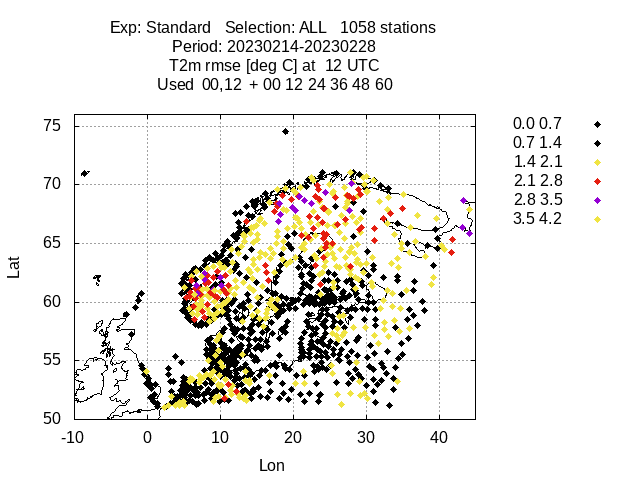 Exp: Standard Selection: ALL 1058 stations
Period: 20230214-20230228
T2m rmse [deg C] at 12 UTC
Used 00,12 + 00 12 24 36 48 60
0.0 0.7
0.7 1.4
1.4 2.1
2.1 2.8
2.8 3.5
3.5 4.2
75
70
65
60
55
50
Lat
-10 0 10 20 30 40
Lon